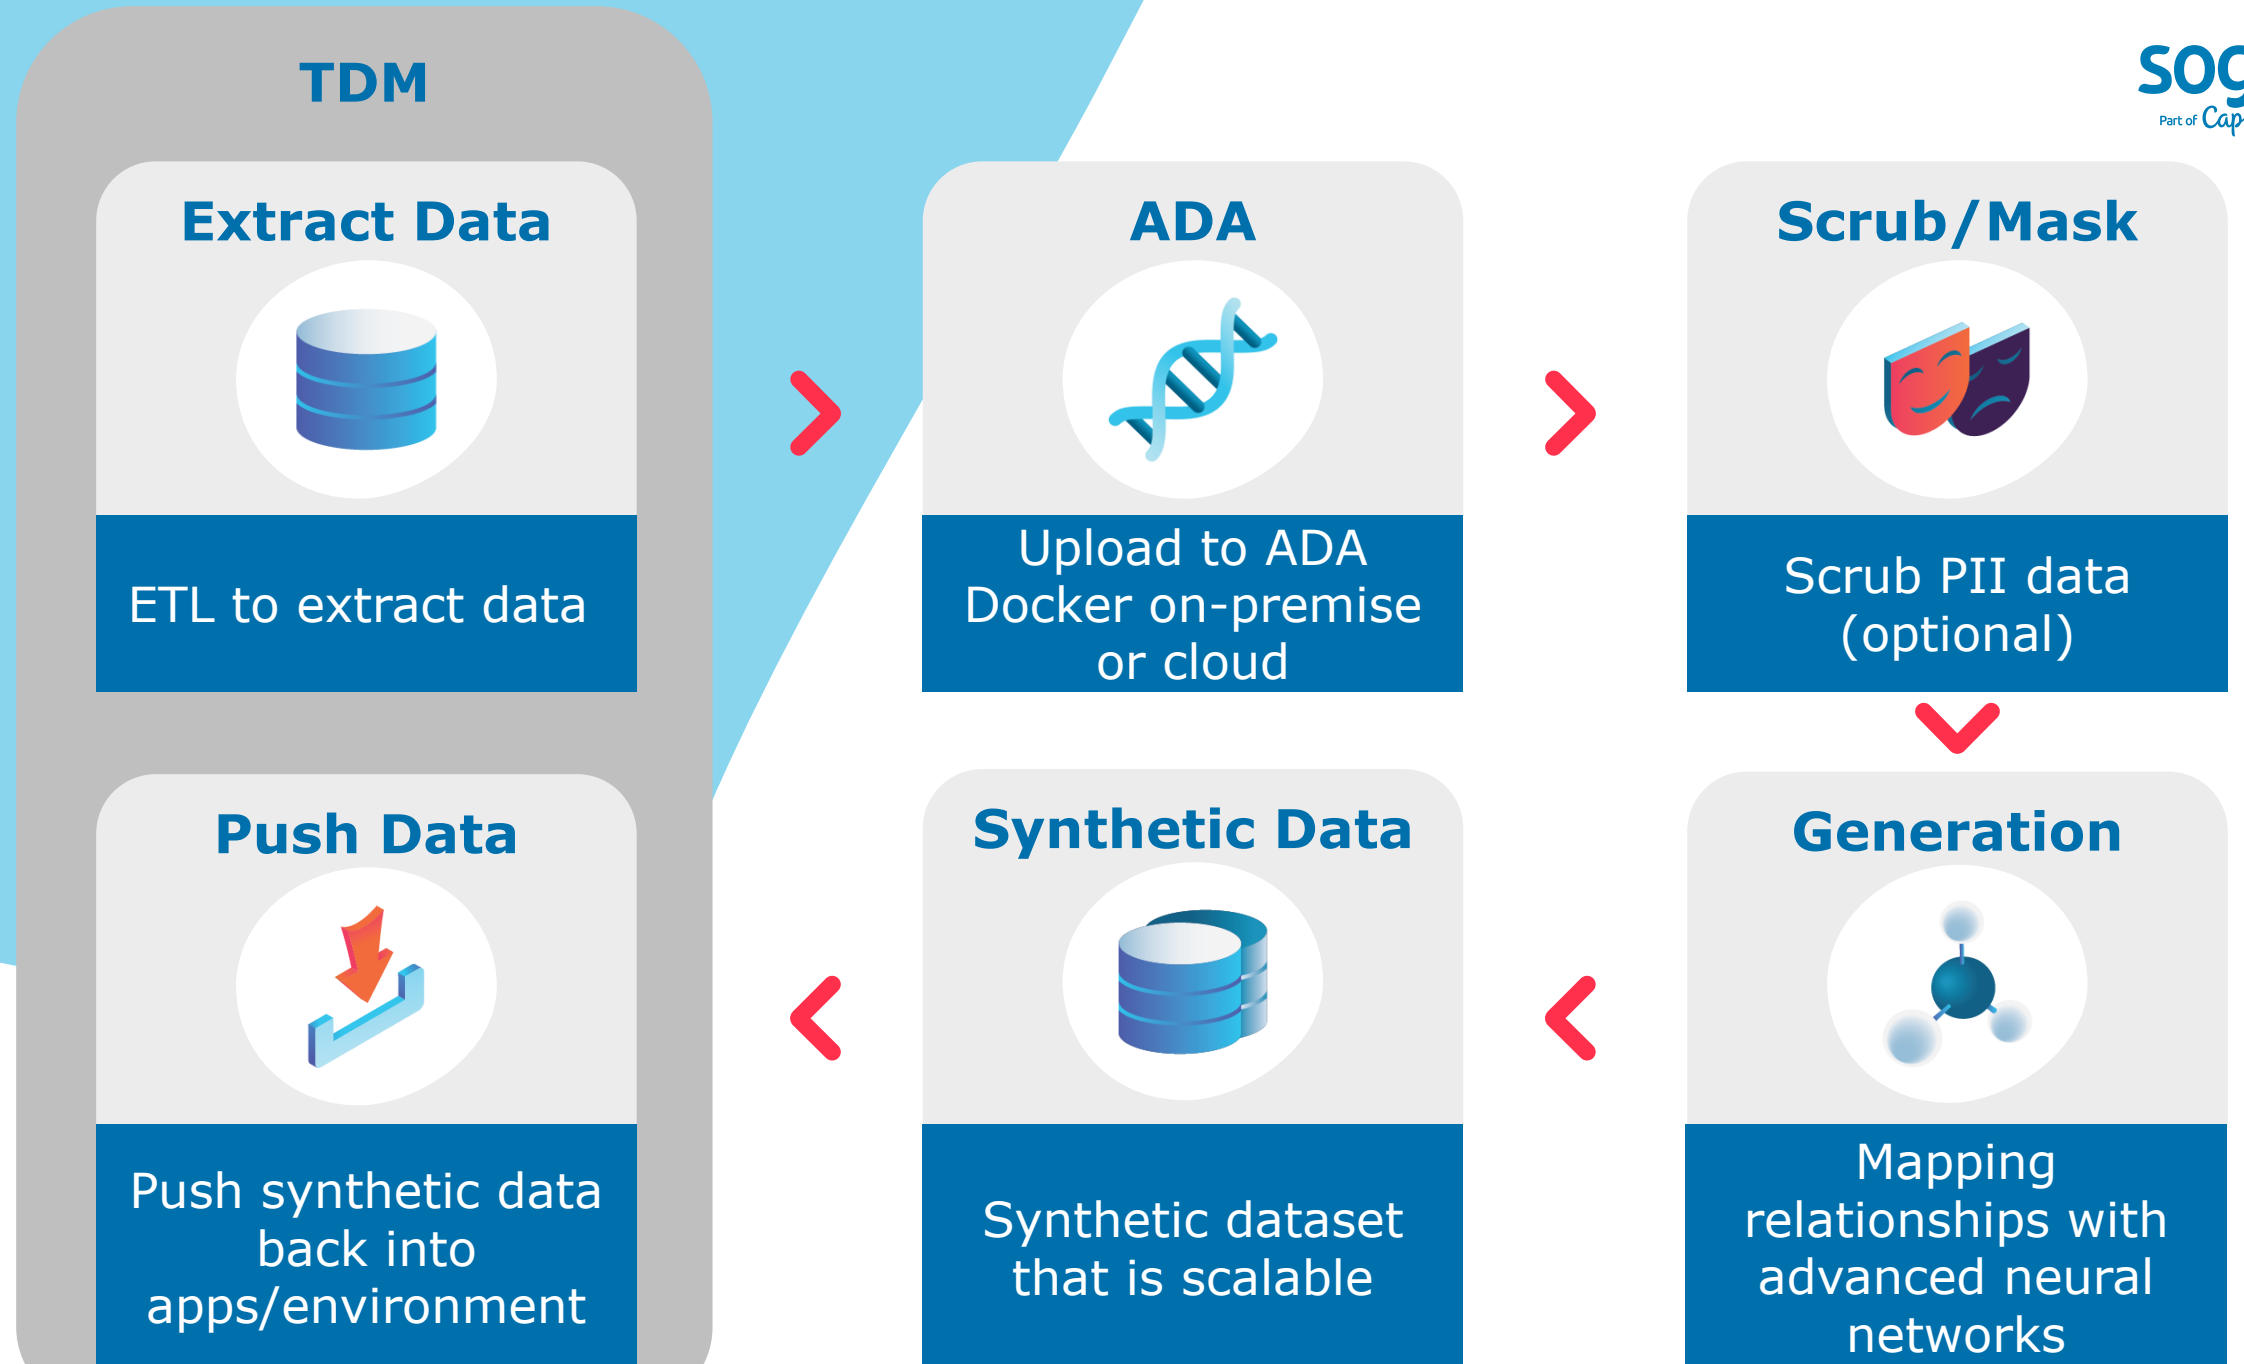 TDM
Extract Data
ETL to extract data
ADA
Upload to ADA
Docker on-premise
or cloud
Scrub/Mask
Scrub PII data
(optional)
Push Data
Push synthetic data
back into
apps/environment
Synthetic Data
Synthetic dataset
that is scalable
Generation
Mapping
relationships with
advanced neural
networks
Part of